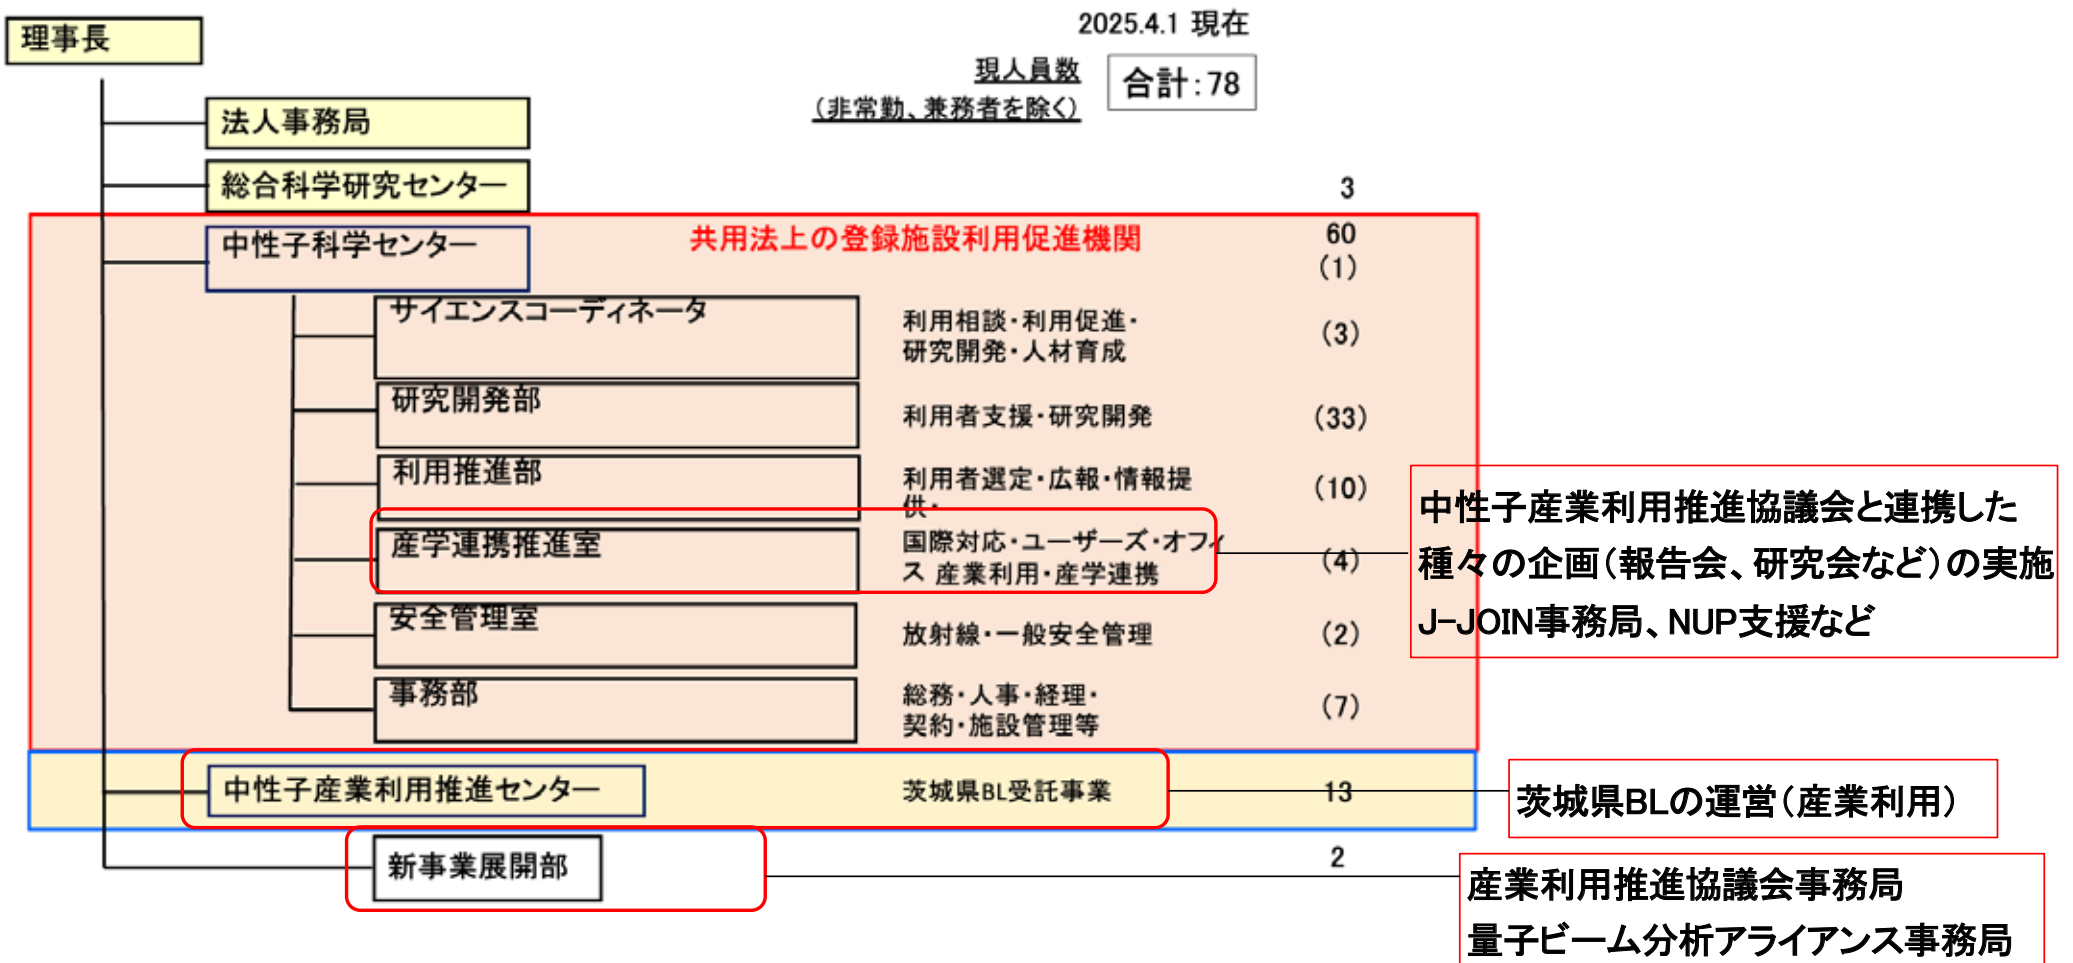 2025.4.1 現在
理事長
現人員数
(非常勤、兼務者を除く)
合計:78
法人事務局
総合科学研究センター
3
中性子科学センター
共用法上の登録施設利用促進機関
60
(1)
サイエンスコーディネータ
利用相談・利用促進・
研究開発・人材育成
(3)
研究開発部
利用者支援・研究開発
(33)
利用推進部
利用者選定・広報・情報提
供・
(10)
産学連携推進室
国際対応・ユーザーズ・オフィ
ス 産業利用・産学連携
(4)
中性子産業利用推進協議会と連携した
種々の企画(報告会、研究会など)の実施
J-JOIN事務局、NUP支援など
安全管理室
放射線・一般安全管理
(2)
事務部
総務・人事・経理・
契約・施設管理等
(7)
中性子産業利用推進センター
茨城県BL受託事業
13
茨城県BLの運営(産業利用)
新事業展開部
2
産業利用推進協議会事務局
量子ビーム分析アライアンス事務局